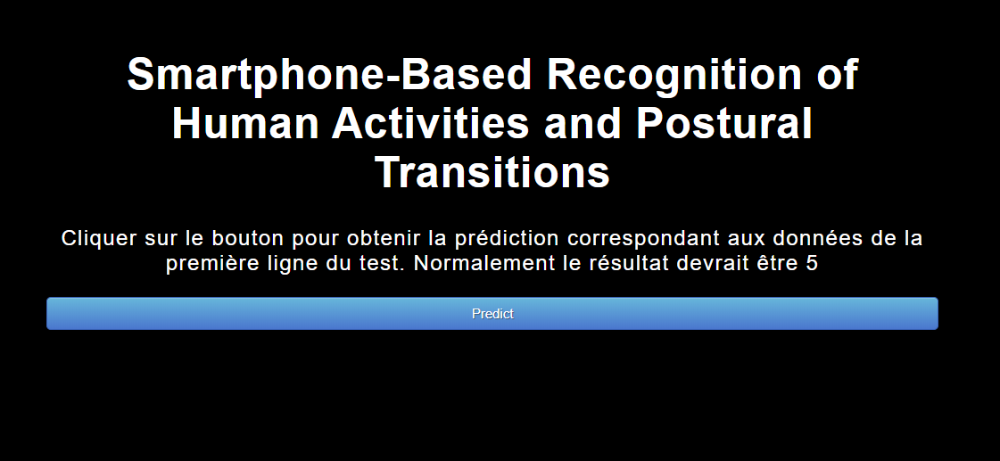 Smartphone-Based Recognition of
Human Activities and Postural
Transitions
Cliquer sur le bouton pour obtenir la prédiction correspondant aux données de la
première ligne du test. Normalement le résultat devrait être 5
Predict